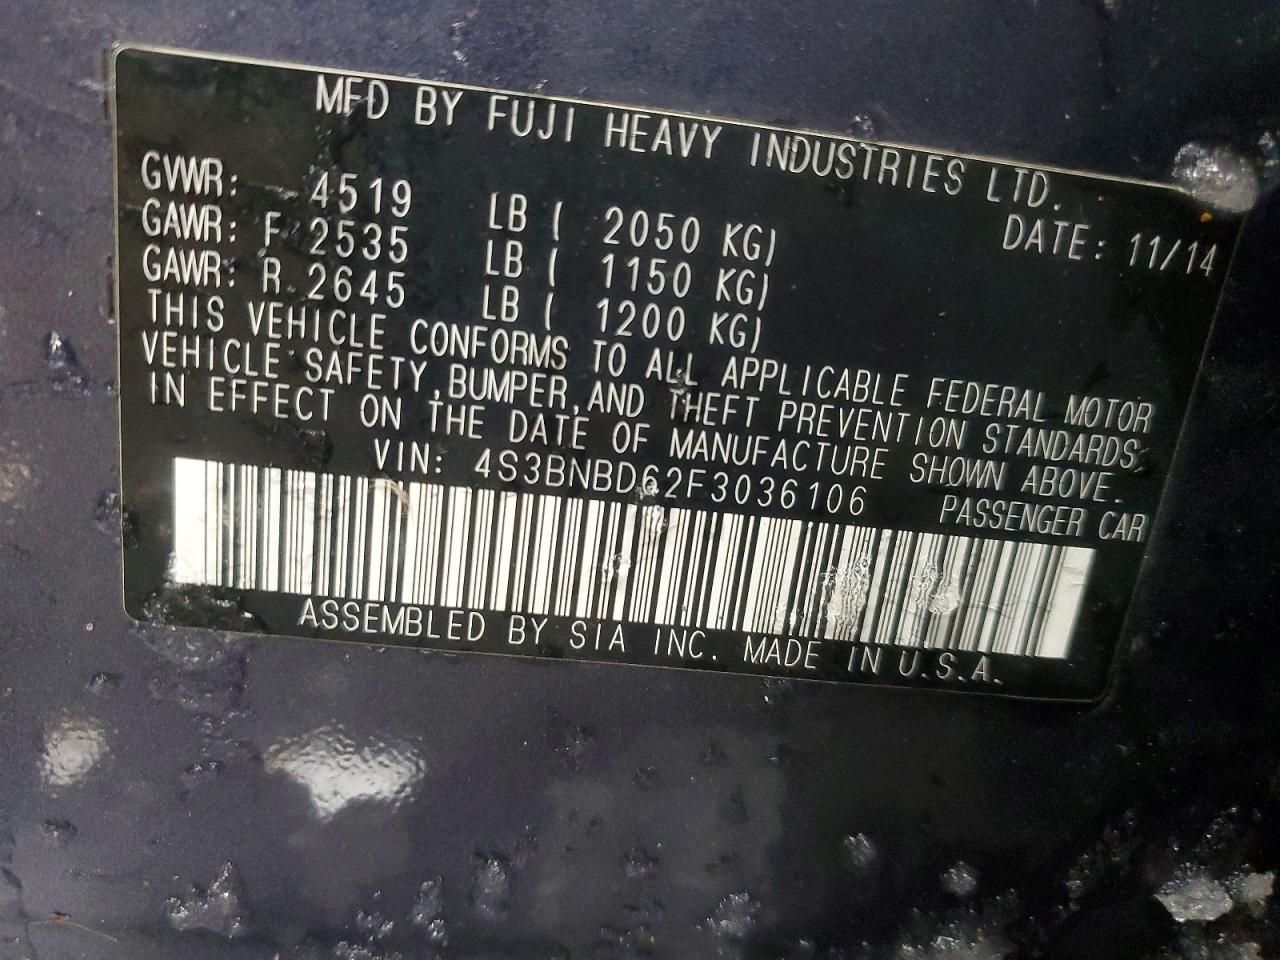 MFD BY FUJI HEAVY INDUSTRIES LTD.
DATE: 11/14
GVWR: 4519 LB ( 2050 KG)
GAWR: F 2535 LB ( 1150 KG)
GAWR: R 2645 LB ( 1200 KG)
THIS VEHICLE CONFORMS TO ALL APPLICABLE FEDERAL MOTOR
VEHICLE SAFETY,BUMPER,AND THEFT PREVENTION STANDARDS
IN EFFECT ON THE DATE OF MANUFACTURE SHOWN ABOVE.
VIN: 4S3BNBD62F3036106 PASSENGER CAR
ASSEMBLED BY SIA INC. MADE IN U.S.A.